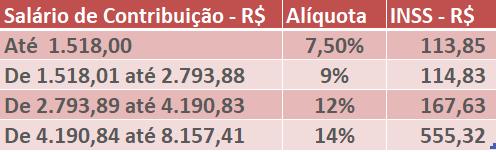 Salário de Contribuição - R$ Alíquota INSS - R$
Até 1.518,00 7,50% 113,85
De 1.518,01 até 2.793,88 9% 114,83
De 2.793,89 até 4.190,83 12% 167,63
De 4.190,84 até 8.157,41 14% 555,32